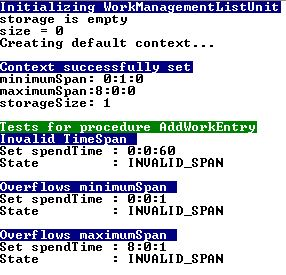 Initializing WorkManagementListUnit
storage is empty
size = 0
Creating default context...
Context successfully set
minimumSpan: 0:1:0
maximumSpan:8:0:0
storageSize: 1
Tests for procedure AddWorkEntry
Invalid TimeSpan
Set spendTime : 0:0:60
State : INVALID_SPAN
Overflows minimumSpan
Set spendTime : 0:0:1
State : INVALID_SPAN
Overflows maximumSpan
Set spendTime : 8:0:1
State : INVALID_SPAN